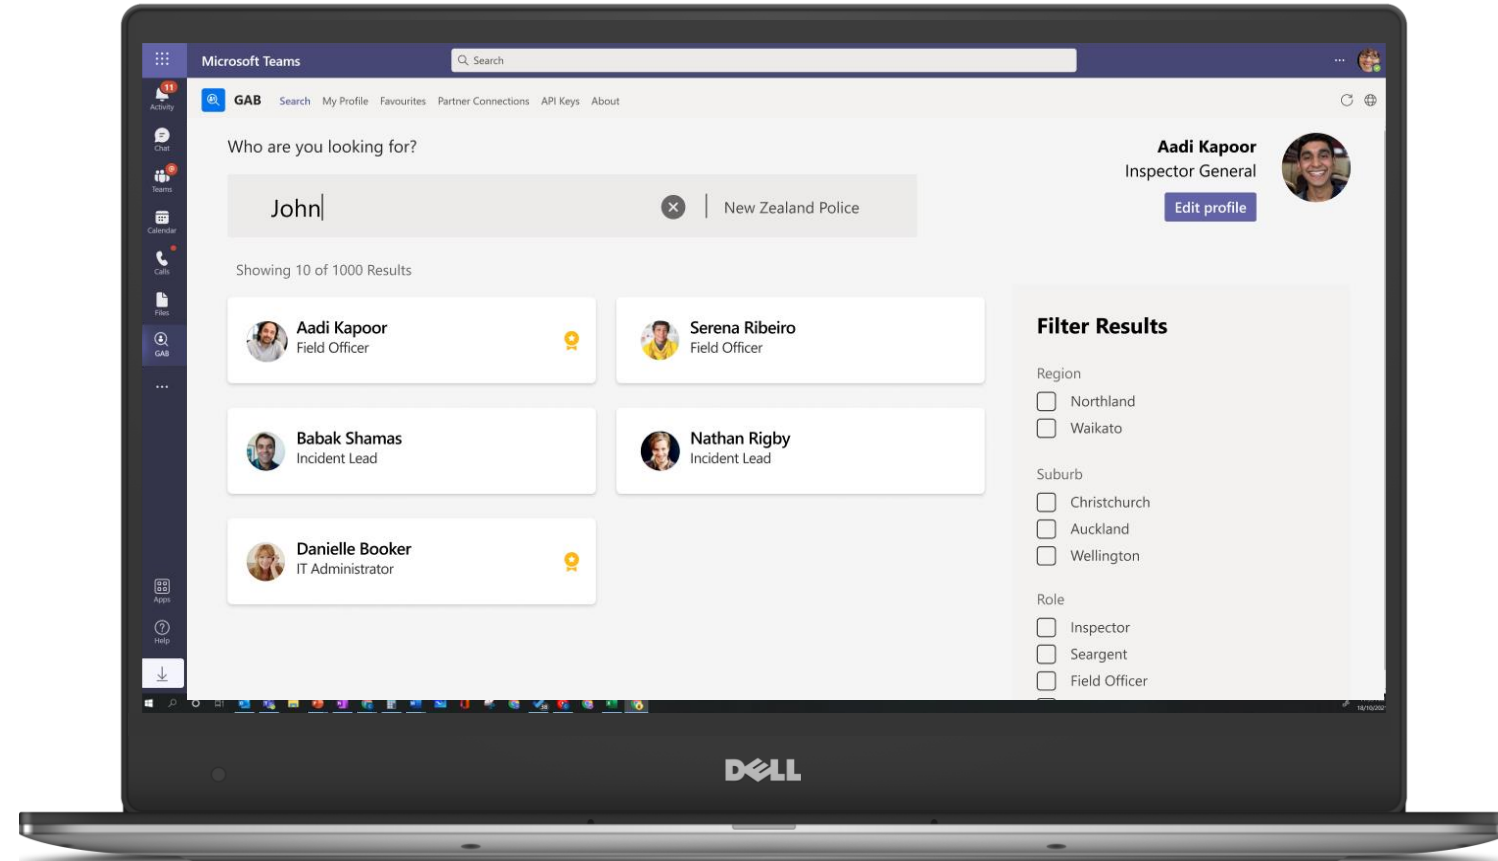 Microsoft Teams
Search
11
Activity
GAB Search My Profile Favourites Partner Connections API Keys About
Chat
Who are you looking for?
Aadi Kapoor
Inspector General
Edit profile
Teams
John
New Zealand Police
Calendar
Calls
Showing 10 of 1000 Results
Files
GAB
Aadi Kapoor
Field Officer
Serena Ribeiro
Field Officer
Babak Shamas
Incident Lead
Nathan Rigby
Incident Lead
Danielle Booker
IT Administrator
Filter Results
Region
Northland
Waikato
Suburb
Christchurch
Auckland
Wellington
Role
Inspector
Seargent
Field Officer
Apps
Help
DELL